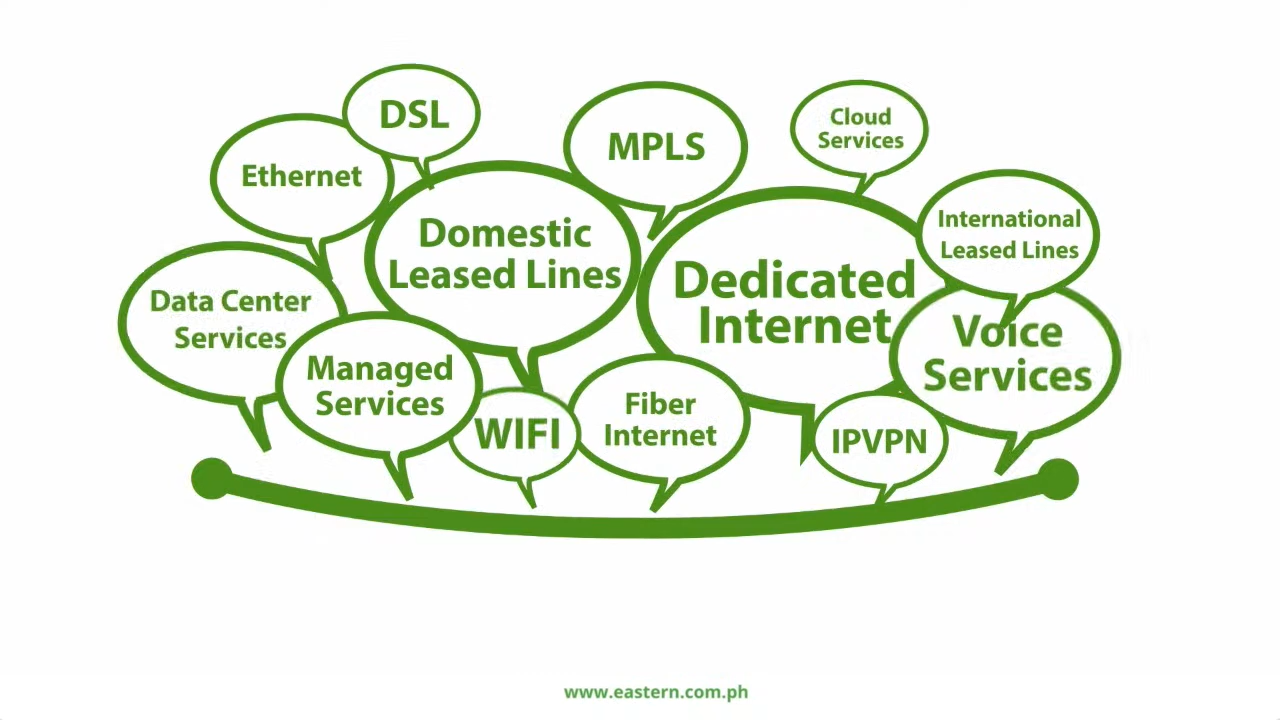 DSL
Cloud
Services
MPLS
Ethernet
International
Leased Lines
Domestic
Leased Lines
Dedicated
Internet
Data Center
Services
Voice
Services
Managed
Services
Fiber
Internet
WIFI
IPVPN
www.eastern.com.ph